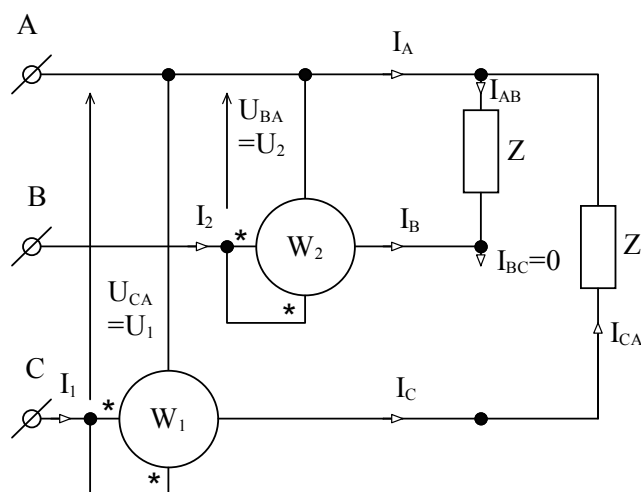 A
I_A
I_AB
U_BA
=U_2
Z
B
I_2
*
W_2
I_B
I_BC=0
Z
*
U_CA
=U_1
I_CA
C
I_1
*
W_1
I_C
*